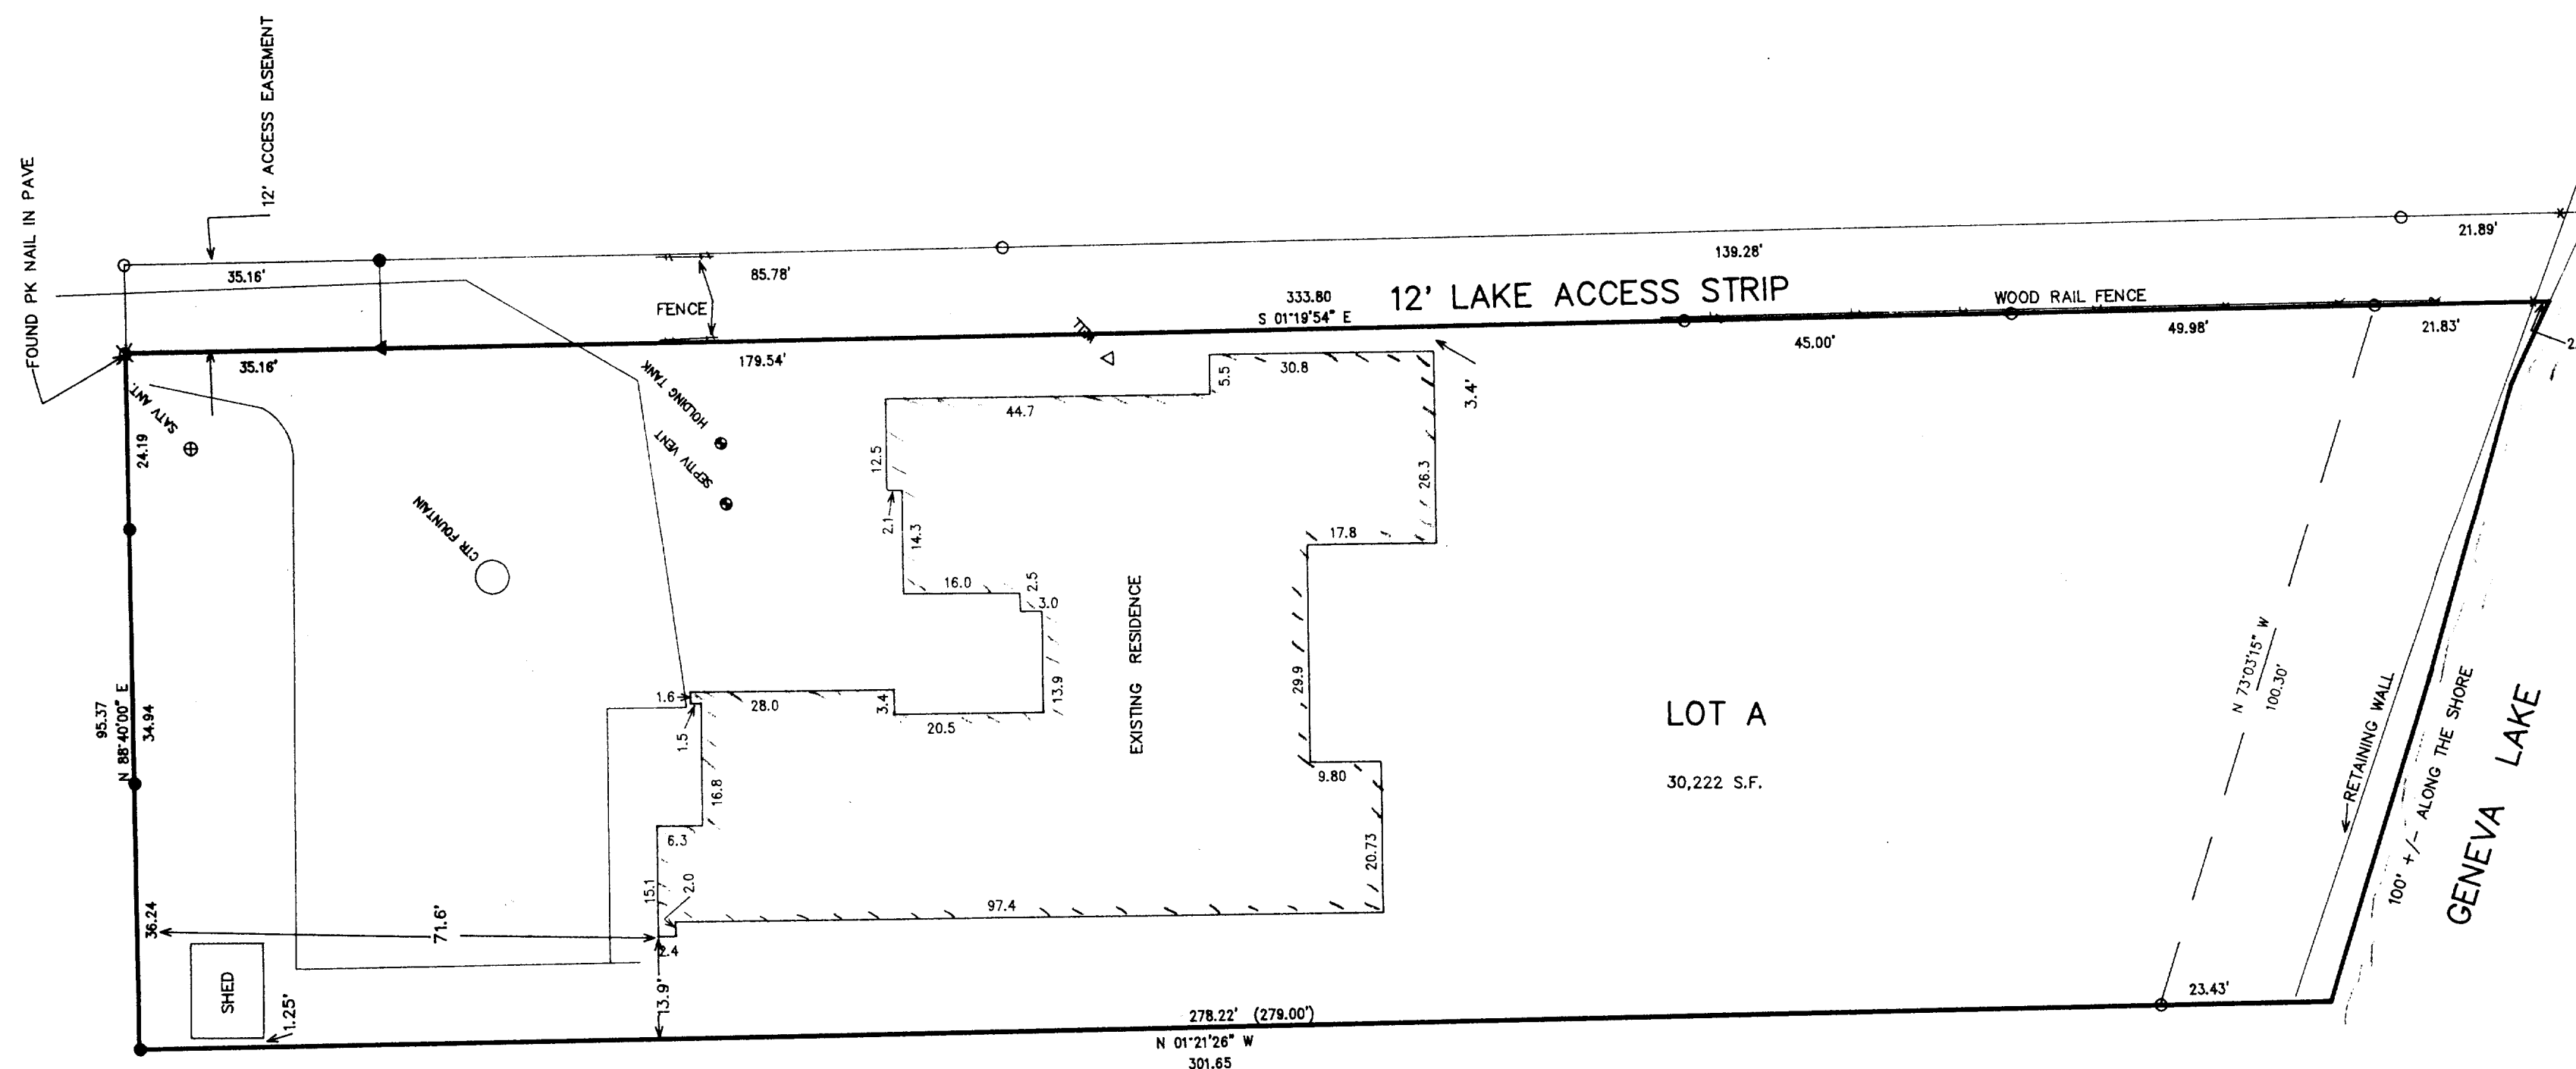 FOUND PK NAIL IN PAVE
12' ACCESS EASEMENT
35.16'
85.78'
139.28'
21.89'
FENCE
333.80
S 01°19'54" E
12' LAKE ACCESS STRIP
WOOD RAIL FENCE
35.16'
179.54'
45.00'
49.98'
21.83'
SATV ANT.
24.19
HOLDING TANK
SEPTIV VENT
CTR FOUNTAIN
44.7
5.5
30.8
3.4'
12.5
2.1
14.3
16.0
2.5
3.0
26.3
17.8
1.6
28.0
3.4
20.5
13.9
29.9
EXISTING RESIDENCE
1.5
16.8
9.80
20.73
6.3
15.1
2.0
97.4
2.4
95.37
N 88°40'00" E
34.94
36.24
71.6'
SHED
1.25'
13.9'
LOT A
30,222 S.F.
N 73°03'15" W
100.30'
RETAINING WALL
100' +/- ALONG THE SHORE
GENEVA LAKE
278.22' (279.00')
N 01°21'26" W
301.65
23.43'